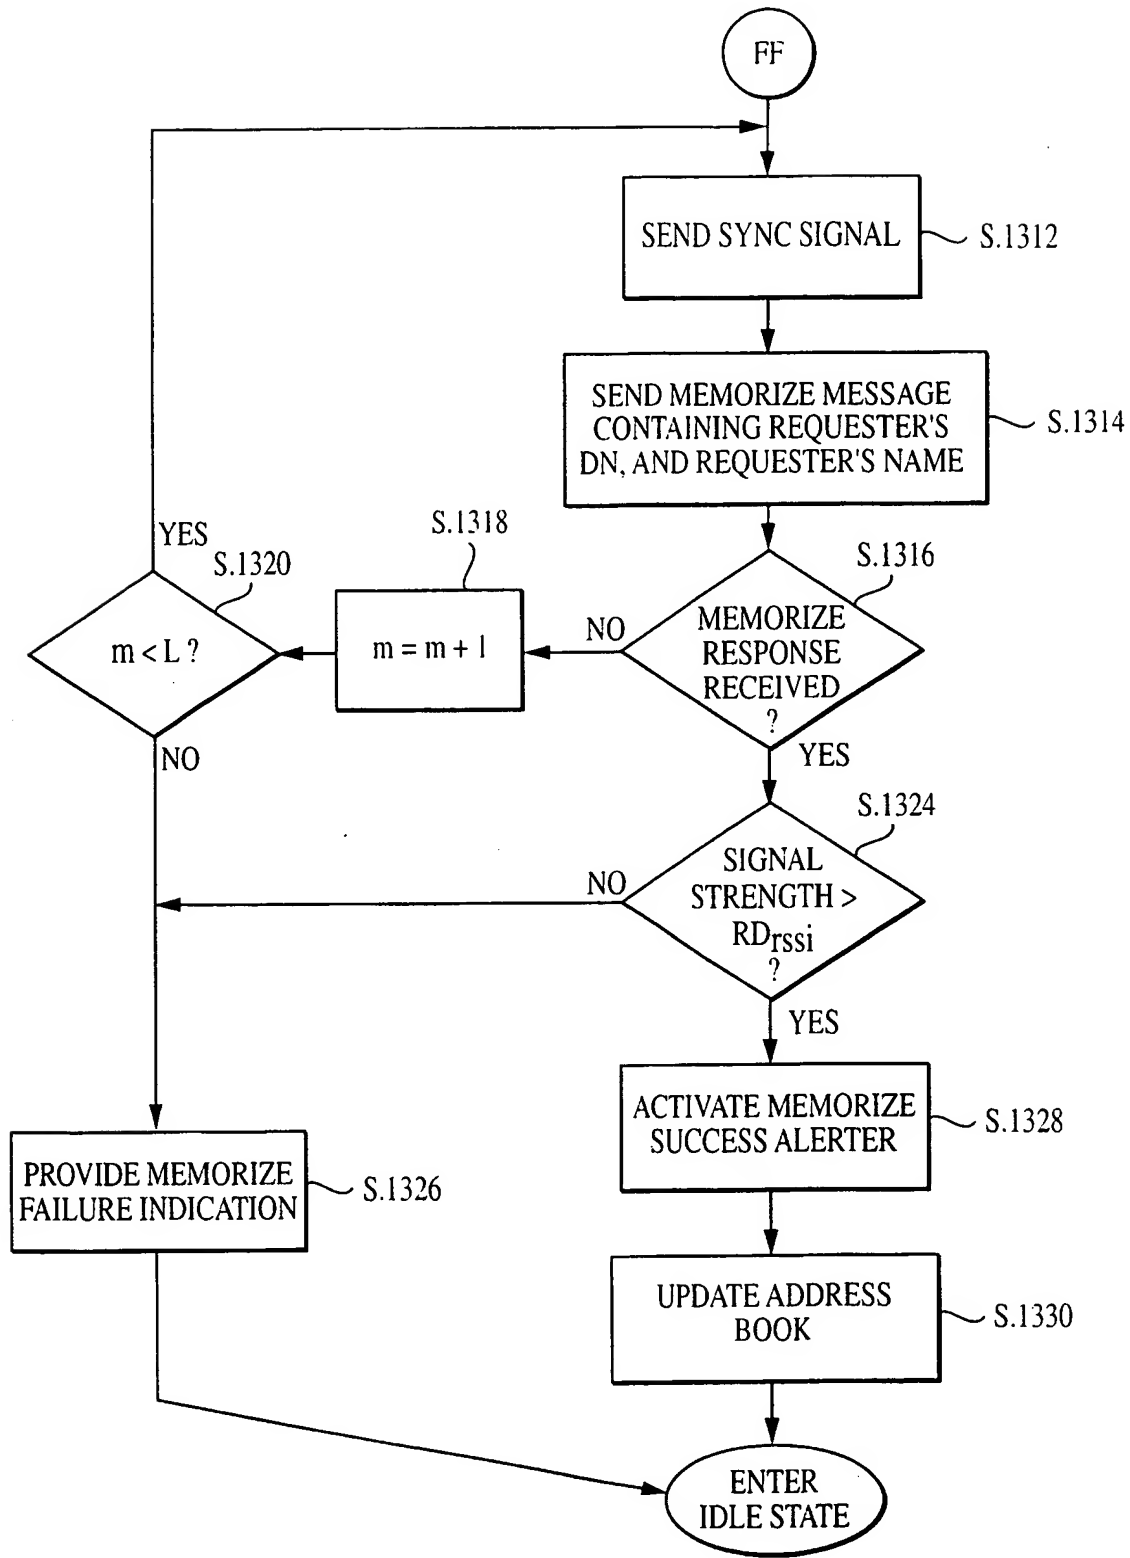 FF
SEND SYNC SIGNAL
S.1312
SEND MEMORIZE MESSAGE
CONTAINING REQUESTER'S
DN, AND REQUESTER'S NAME
S.1314
MEMORIZE
RESPONSE
RECEIVED
?
S.1316
NO
YES
m = m + 1
S.1318
m < L ?
S.1320
YES
NO
SIGNAL
STRENGTH >
RDrssi
?
S.1324
NO
YES
PROVIDE MEMORIZE
FAILURE INDICATION
S.1326
ACTIVATE MEMORIZE
SUCCESS ALERTER
S.1328
UPDATE ADDRESS
BOOK
S.1330
ENTER
IDLE STATE